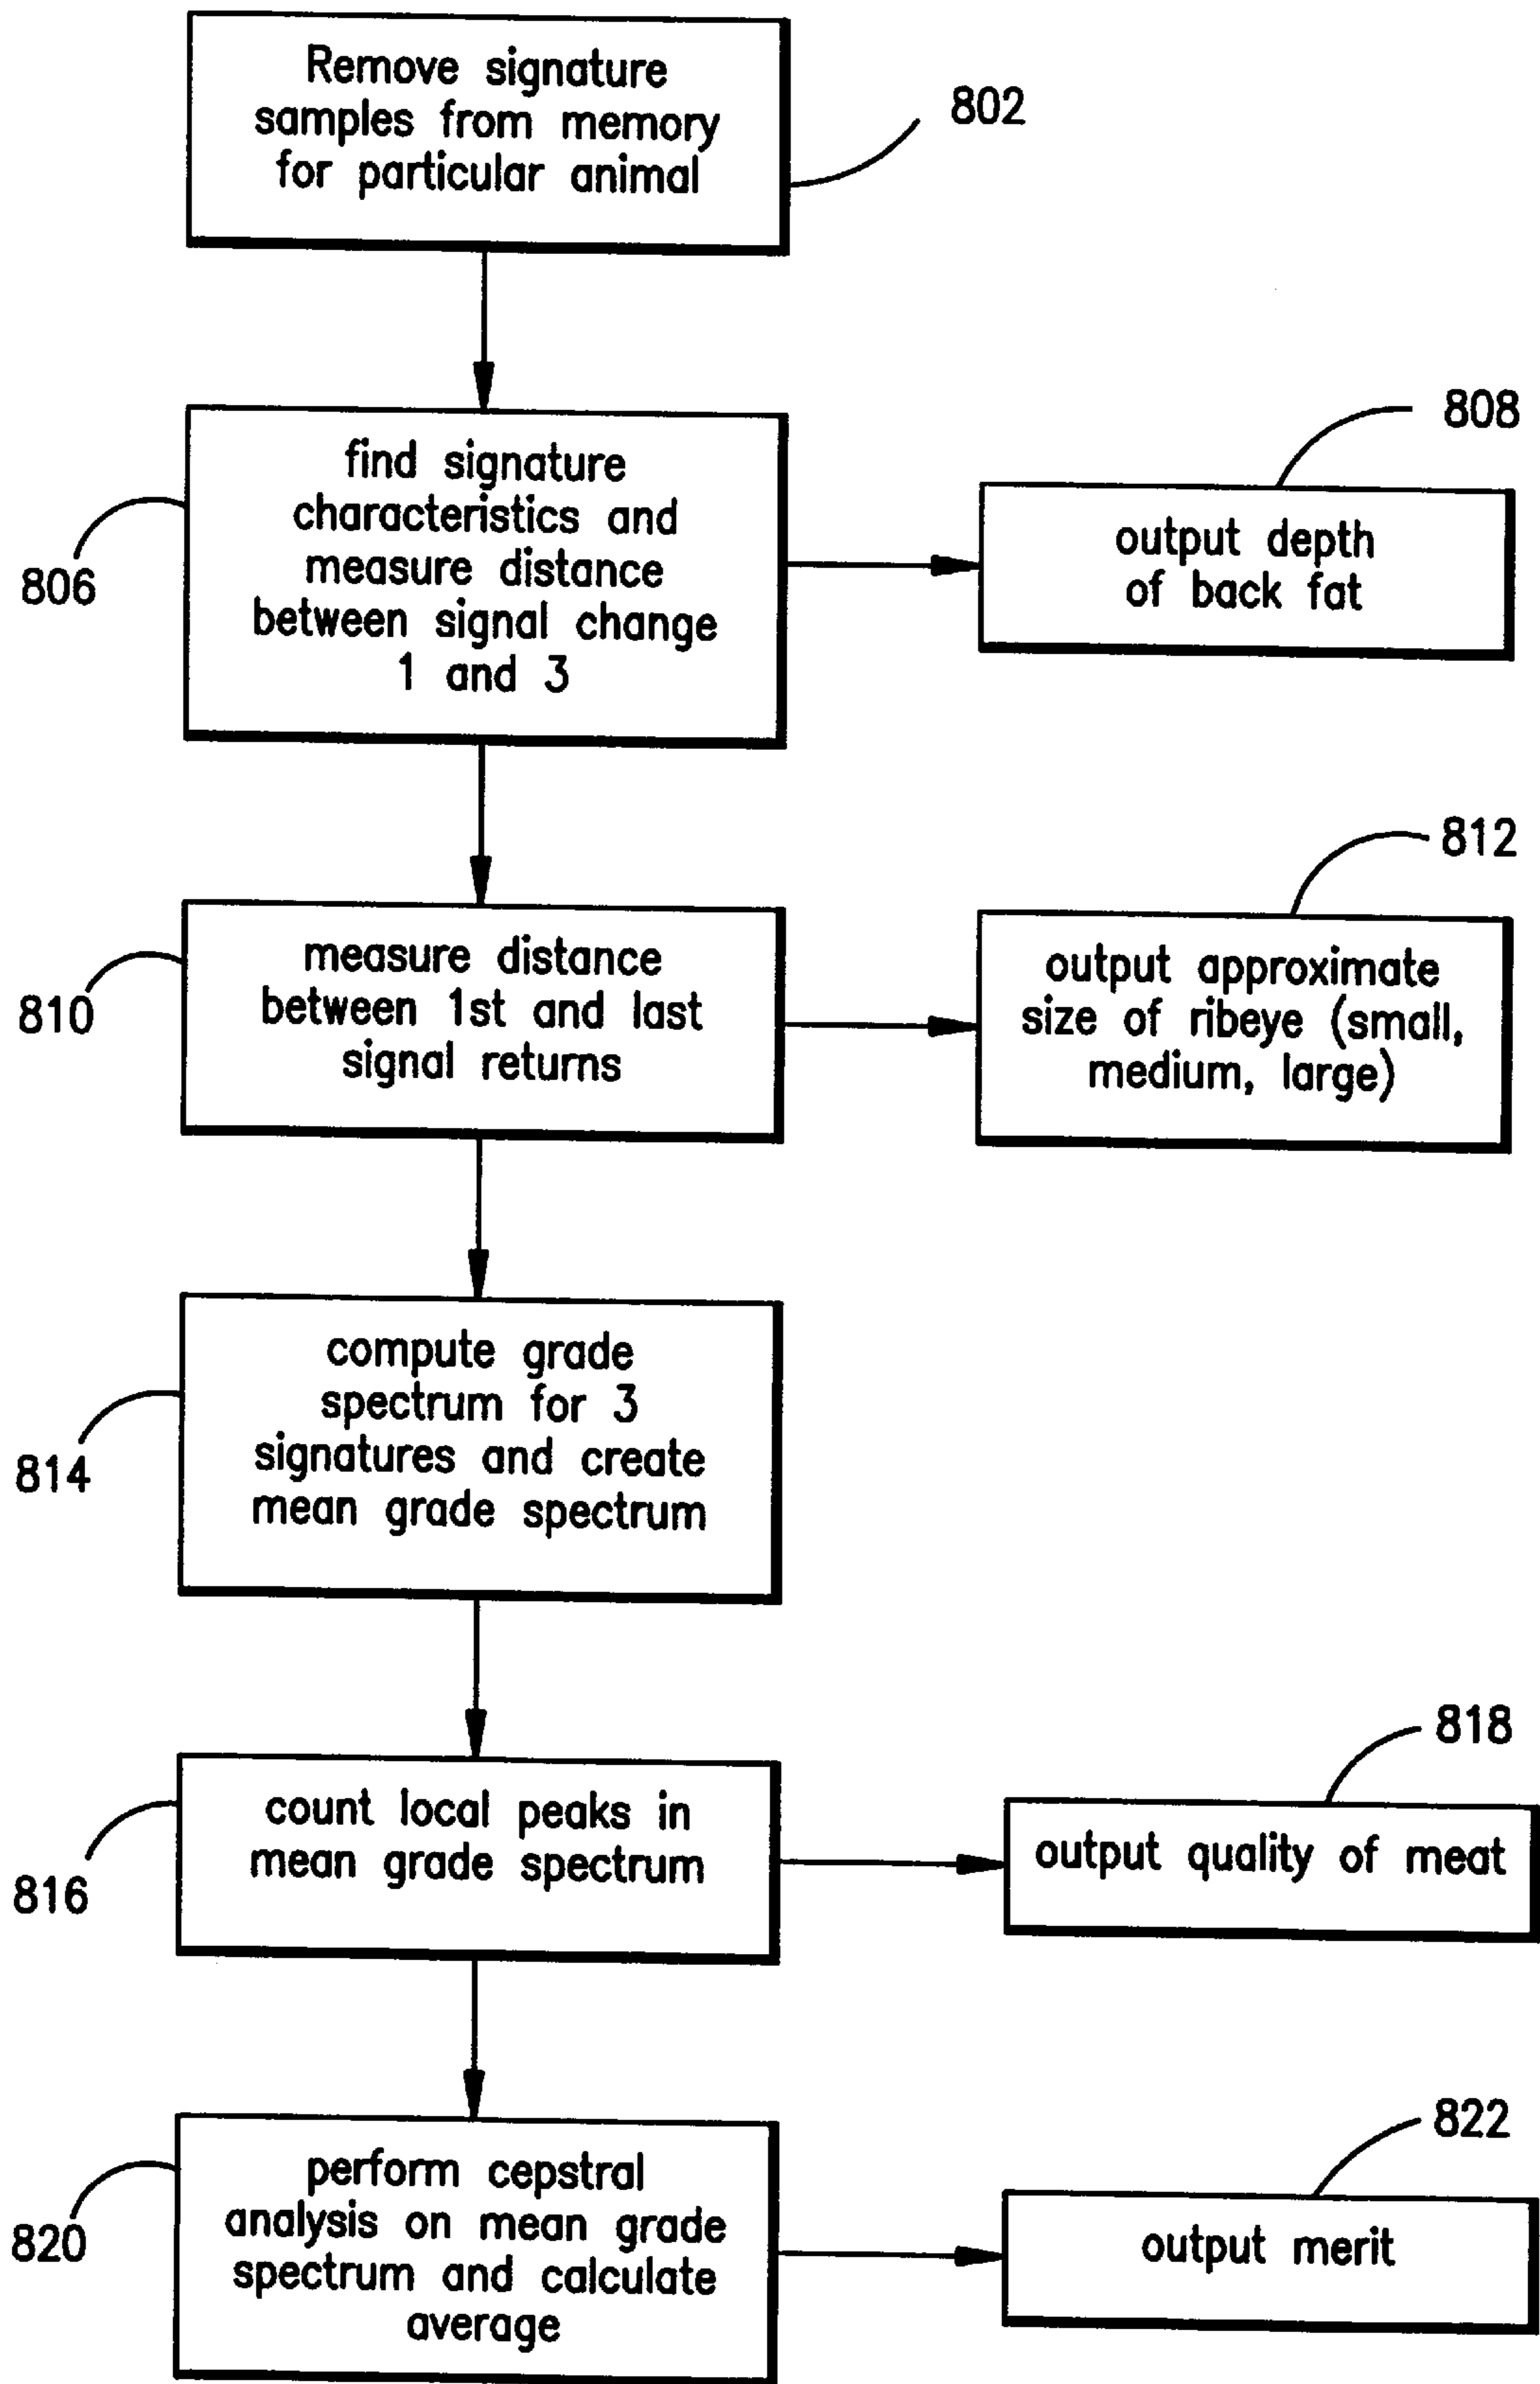 Remove signature
samples from memory
for particular animal
802
find signature
characteristics and
measure distance
between signal change
1 and 3
806
808
output depth
of back fat
measure distance
between 1st and last
signal returns
810
812
output approximate
size of ribeye (small,
medium, large)
compute grade
spectrum for 3
signatures and create
mean grade spectrum
814
count local peaks in
mean grade spectrum
816
818
output quality of meat
perform cepstral
analysis on mean grade
spectrum and calculate
average
820
822
output merit